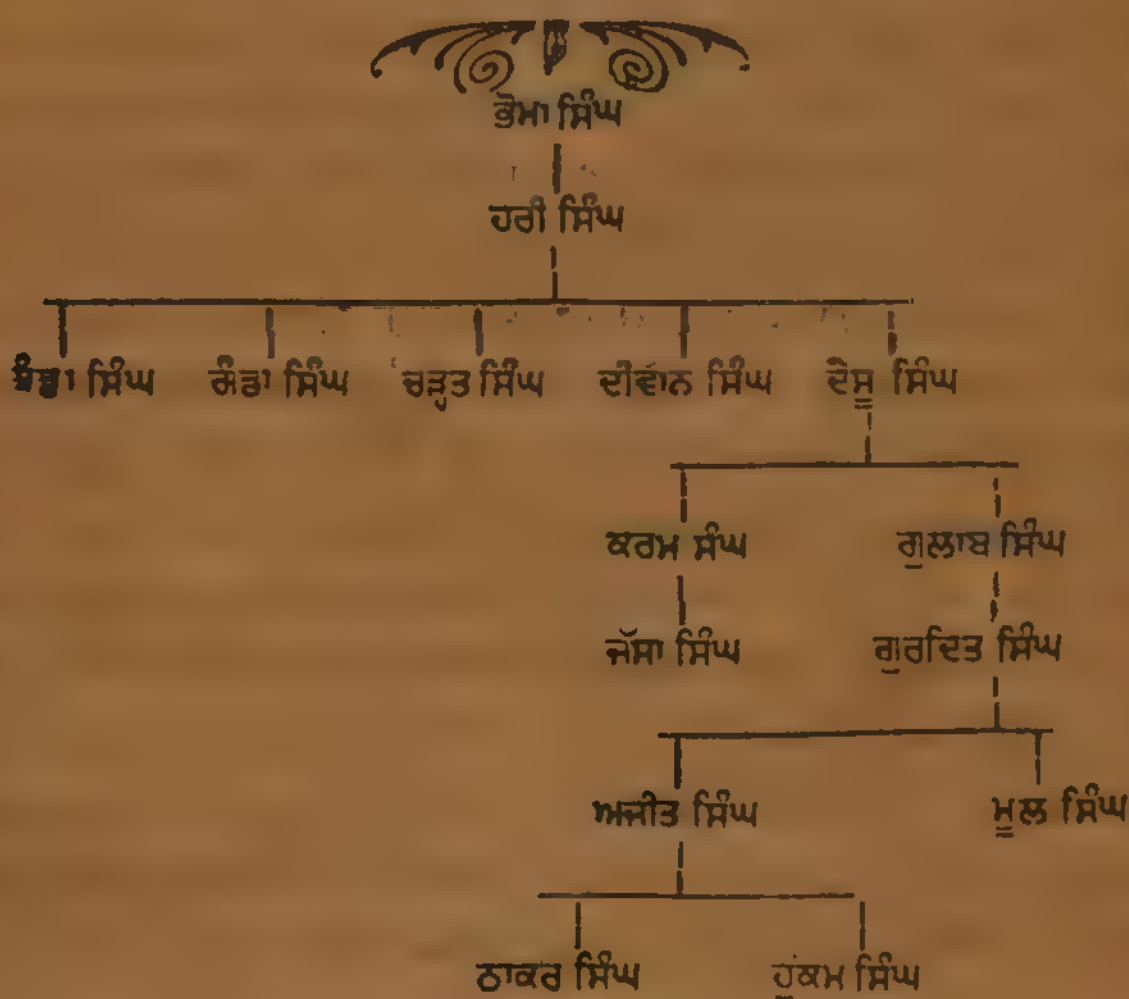 ਭੋਮਾ ਸਿੰਘ
ਹਰੀ ਸਿੰਘ
ਝੰਡਾ ਸਿੰਘ ਗੰਡਾ ਸਿੰਘ ਚੜ੍ਹਤ ਸਿੰਘ ਦੀਵਾਨ ਸਿੰਘ ਦੇਸੂ ਸਿੰਘ
ਕਰਮ ਸੰਘ ਗੁਲਾਬ ਸਿੰਘ
ਜੱਸਾ ਸਿੰਘ ਗੁਰਦਿਤ ਸਿੰਘ
ਅਜੀਤ ਸਿੰਘ ਮੂਲ ਸਿੰਘ
ਠਾਕਰ ਸਿੰਘ ਹੁਕਮ ਸਿੰਘ